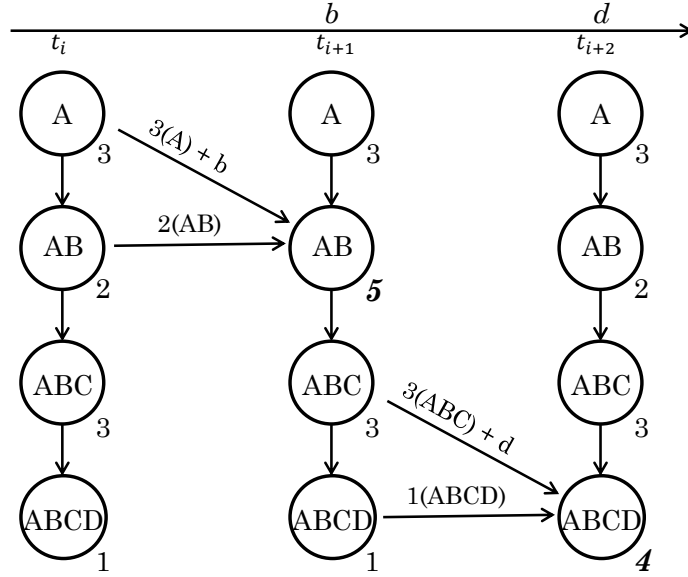 b d
t_i t_{i+1} t_{i+2}
A A A
3 3 3
3(A) + b
2(AB)
AB AB AB
2 5 2
ABC ABC ABC
3 3 3
3(ABC) + d
1(ABCD)
ABCD ABCD ABCD
1 1 4